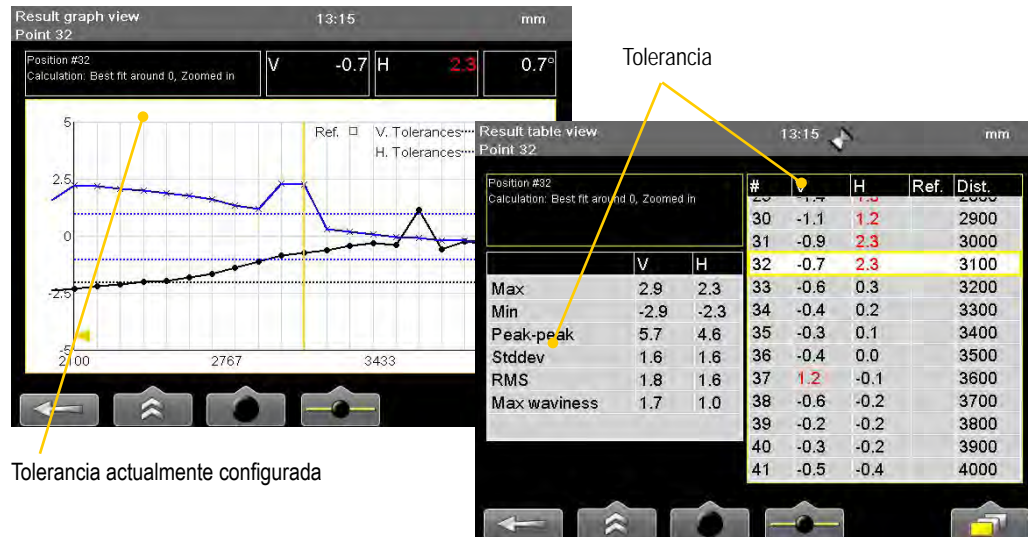 Result graph view 13:15 mm
Point 32
Position #32
Calculation: Best fit around 0, Zoomed in
V -0.7 H 2.3 0.7°
Ref. V. Tolerances
H. Tolerances
5
2.5
0
-2.5
-5
2100 2767 3433
Tolerancia actualmente configurada
Tolerancia
Result table view 13:15 mm
Point 32
Position #32
Calculation: Best fit around 0, Zoomed in
V H
Max 2.9 2.3
Min -2.9 -2.3
Peak-peak 5.7 4.6
Stddev 1.6 1.6
RMS 1.8 1.6
Max waviness 1.7 1.0
# V H Ref. Dist.
30 -1.1 1.2 2900
31 -0.9 2.3 3000
32 -0.7 2.3 3100
33 -0.6 0.3 3200
34 -0.4 0.2 3300
35 -0.3 0.1 3400
36 -0.4 0.0 3500
37 1.2 -0.1 3600
38 -0.6 -0.2 3700
39 -0.2 -0.2 3800
40 -0.3 -0.2 3900
41 -0.5 -0.4 4000